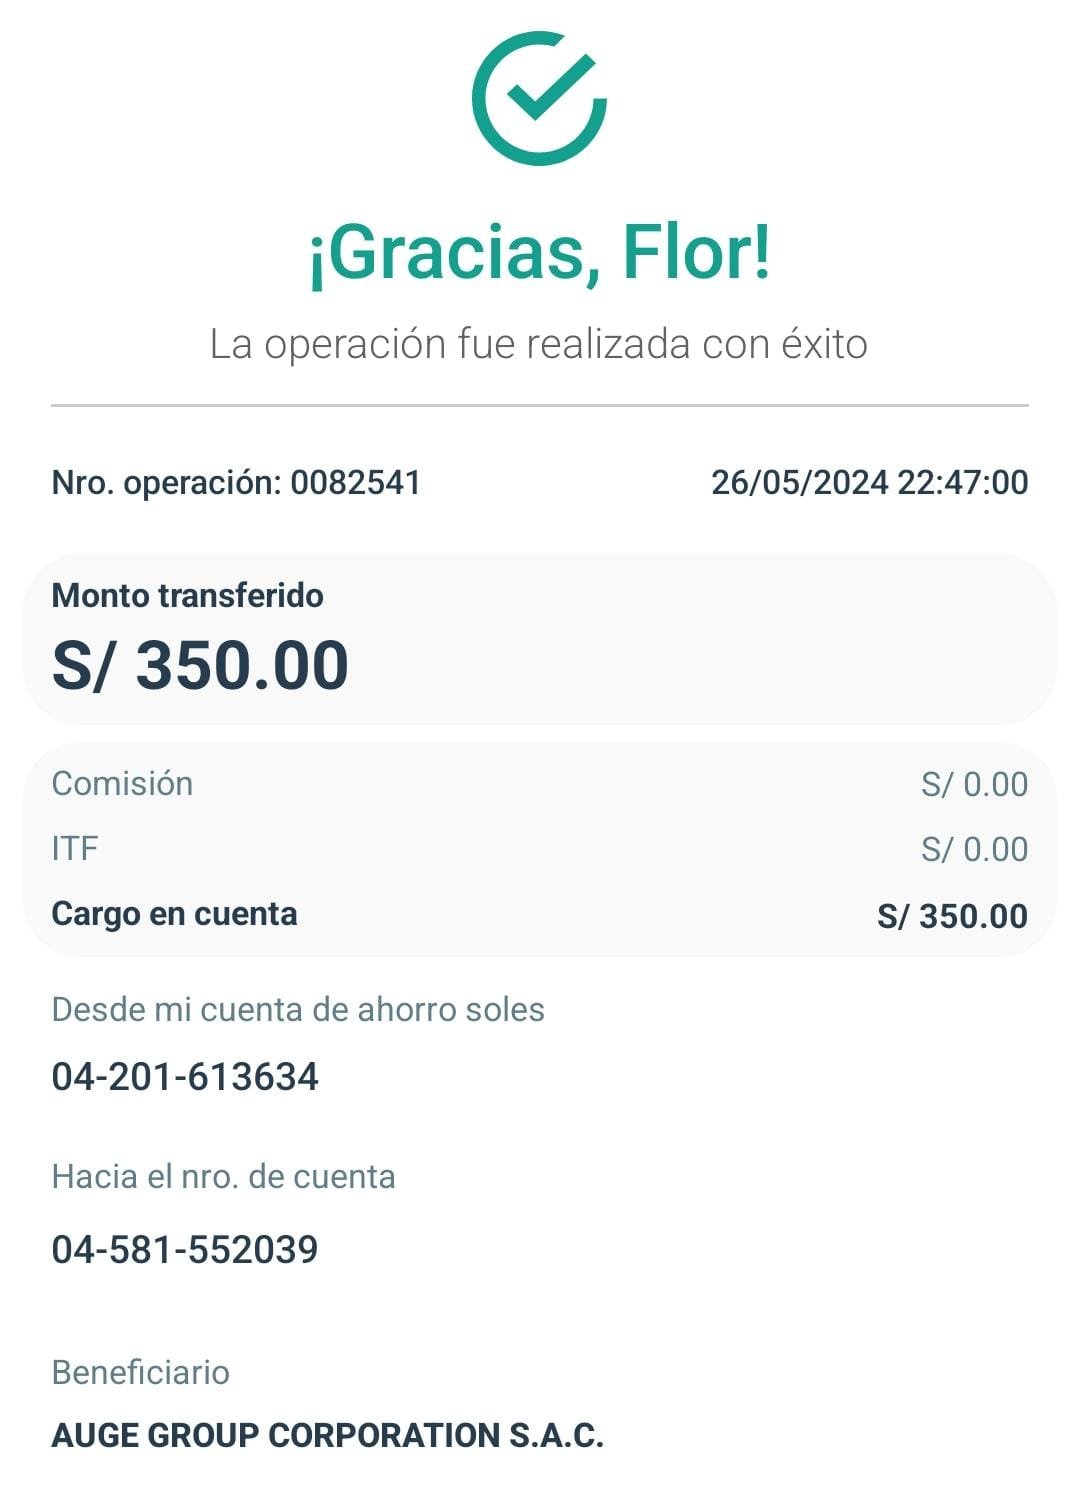 ¡Gracias, Flor!
La operación fue realizada con éxito
Nro. operación: 0082541 26/05/2024 22:47:00
Monto transferido
S/ 350.00
Comisión S/ 0.00
ITF S/ 0.00
Cargo en cuenta S/ 350.00
Desde mi cuenta de ahorro soles
04-201-613634
Hacia el nro. de cuenta
04-581-552039
Beneficiario
AUGE GROUP CORPORATION S.A.C.